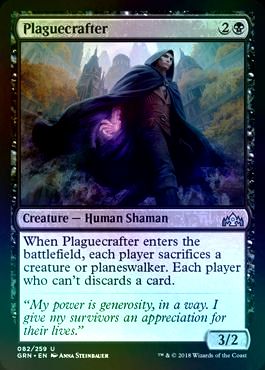 Plaguecrafter 2
Creature — Human Shaman
When Plaguecrafter enters the
battlefield, each player sacrifices a
creature or planeswalker. Each player
who can't discards a card.
“My power is generosity, in a way. I
give my survivors an appreciation for
their lives.”
3/2
082/259 U
GRN • EN Anna Steinbauer
™ & © 2018 Wizards of the Coast